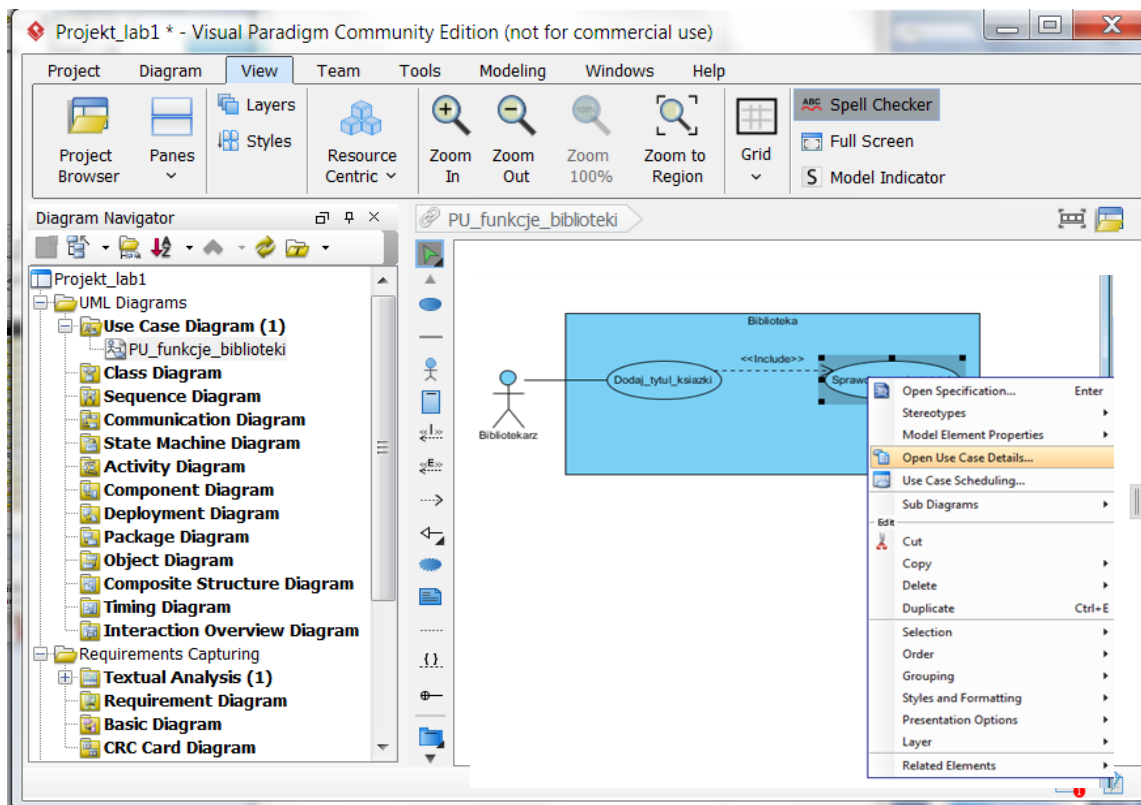 Projekt_lab1 * - Visual Paradigm Community Edition (not for commercial use)
Project Diagram View Team Tools Modeling Windows Help
Project Browser
Panes
Layers
Styles
Resource Centric
Zoom In
Zoom Out
100%
Zoom 100%
Zoom to Region
Grid
ABC Spell Checker
Full Screen
S Model Indicator
Diagram Navigator
PU_funkcje_biblioteki
Projekt_lab1
UML Diagrams
Use Case Diagram (1)
PU_funkcje_biblioteki
Class Diagram
Sequence Diagram
Communication Diagram
State Machine Diagram
Activity Diagram
Component Diagram
Deployment Diagram
Package Diagram
Object Diagram
Composite Structure Diagram
Timing Diagram
Interaction Overview Diagram
Requirements Capturing
Textual Analysis (1)
Requirement Diagram
Basic Diagram
CRC Card Diagram
<<I>>
<<E>>
{ }
Biblioteka
<<Include>>
Dodaj_tytul_ksiazki
Bibliotekarz
Open Specification... Enter
Stereotypes
Model Element Properties
Open Use Case Details...
Use Case Scheduling...
Sub Diagrams
Edit
Cut
Copy
Delete
Duplicate Ctrl+E
Selection
Order
Grouping
Styles and Formatting
Presentation Options
Layer
Related Elements
1